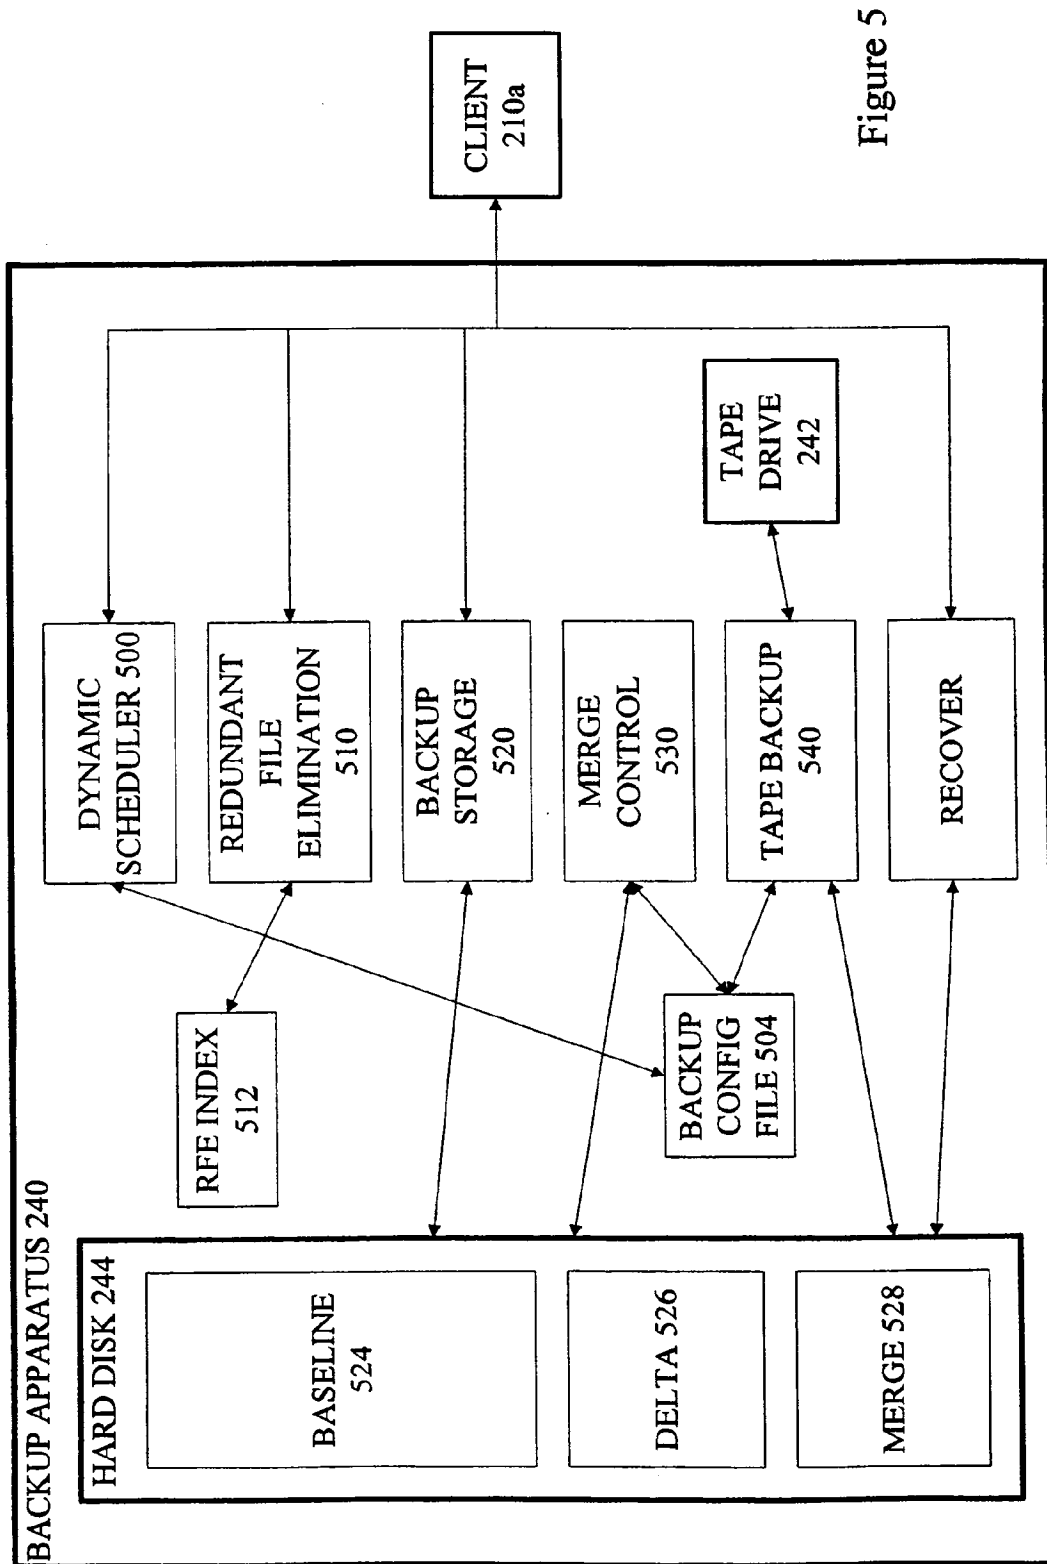 BACKUP APPARATUS 240
HARD DISK 244
BASELINE
524
DELTA 526
MERGE 528
RFE INDEX
512
BACKUP
CONFIG
FILE 504
DYNAMIC
SCHEDULER 500
REDUNDANT
FILE
ELIMINATION
510
BACKUP
STORAGE
520
MERGE
CONTROL
530
TAPE BACKUP
540
RECOVER
TAPE
DRIVE
242
CLIENT
210a
Figure 5